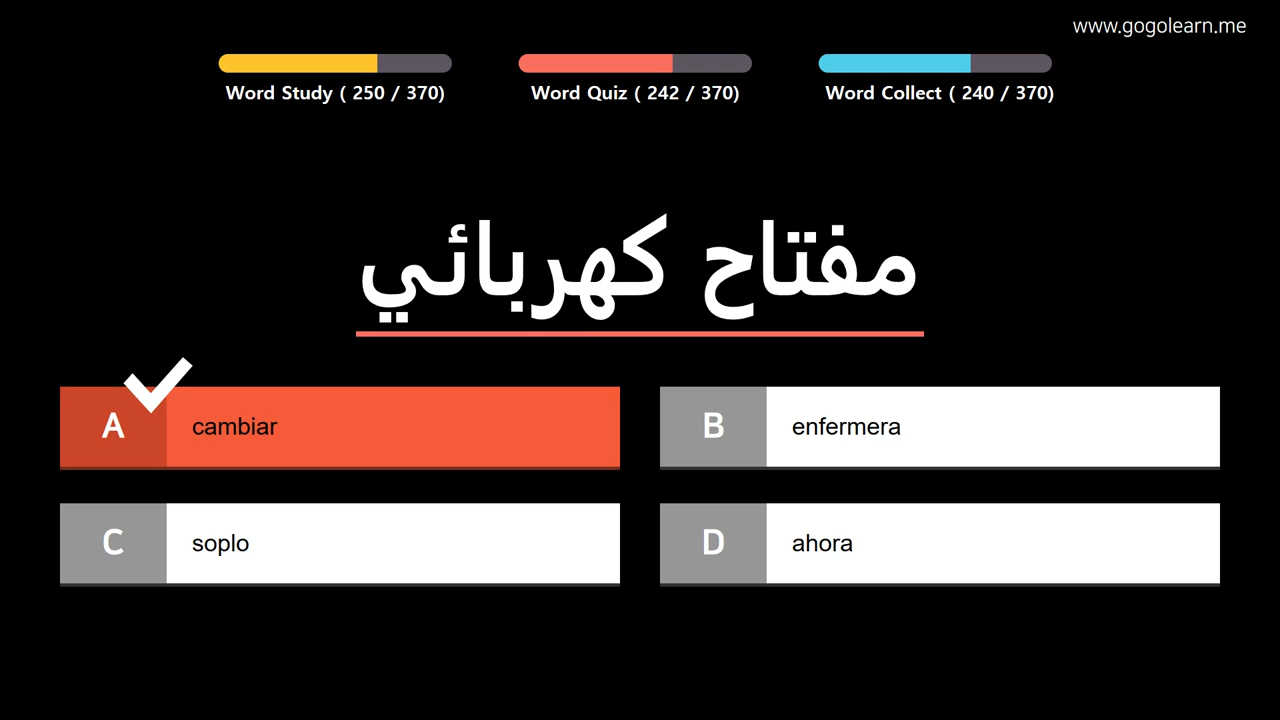 www.gogolearn.me
Word Study ( 250 / 370)
Word Quiz ( 242 / 370)
Word Collect ( 240 / 370)
مفتاح كهربائي
A cambiar
B enfermera
C soplo
D ahora